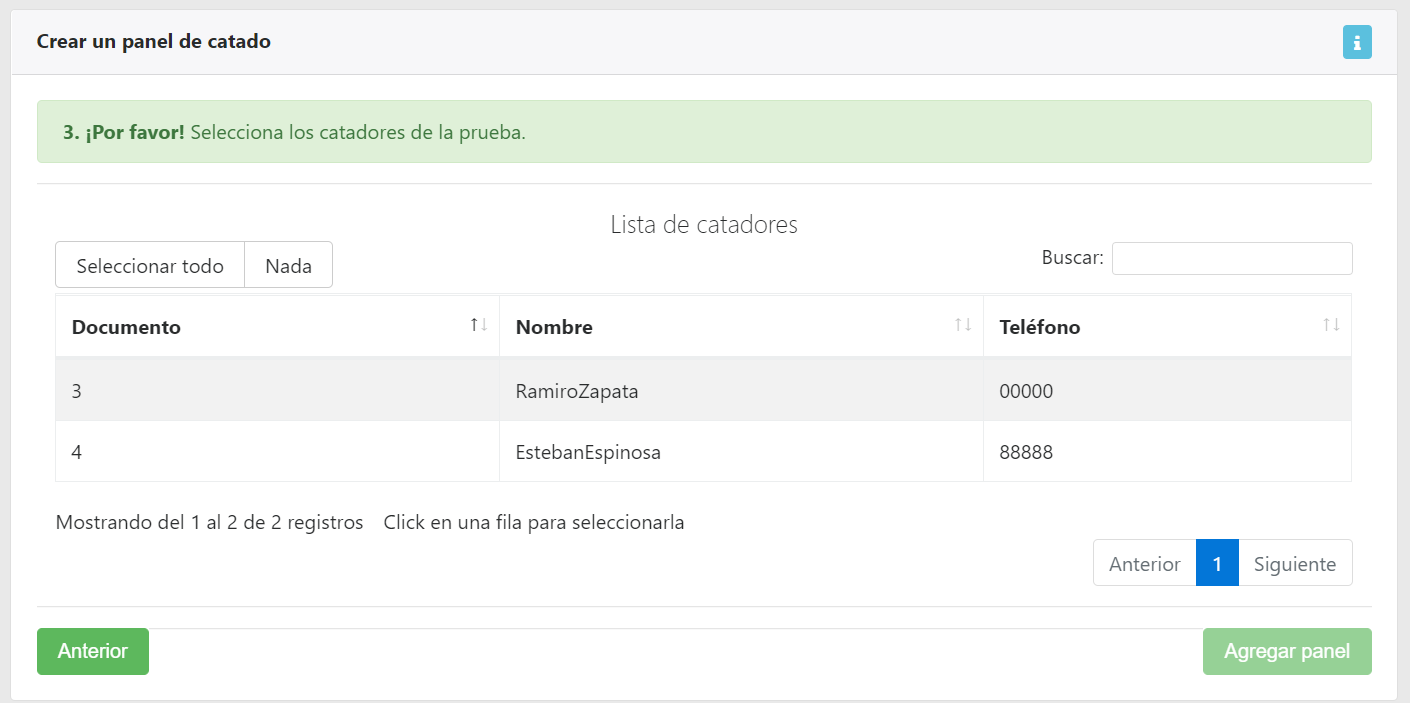 Crear un panel de catado
3. ¡Por favor! Selecciona los catadores de la prueba.
Lista de catadores
Seleccionar todo Nada Buscar:
Documento Nombre Teléfono
3 RamiroZapata 00000
4 EstebanEspinosa 88888
Mostrando del 1 al 2 de 2 registros Click en una fila para seleccionarla
Anterior 1 Siguiente
Anterior Agregar panel